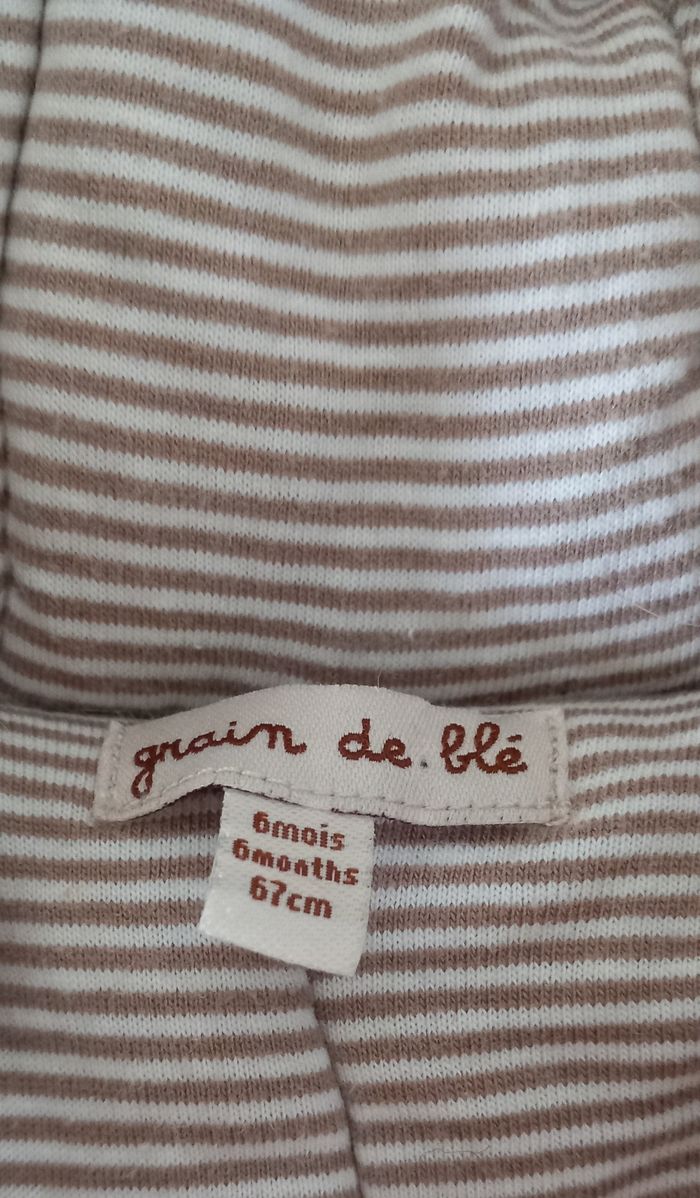 grain de blé
6mois
6months
67cm